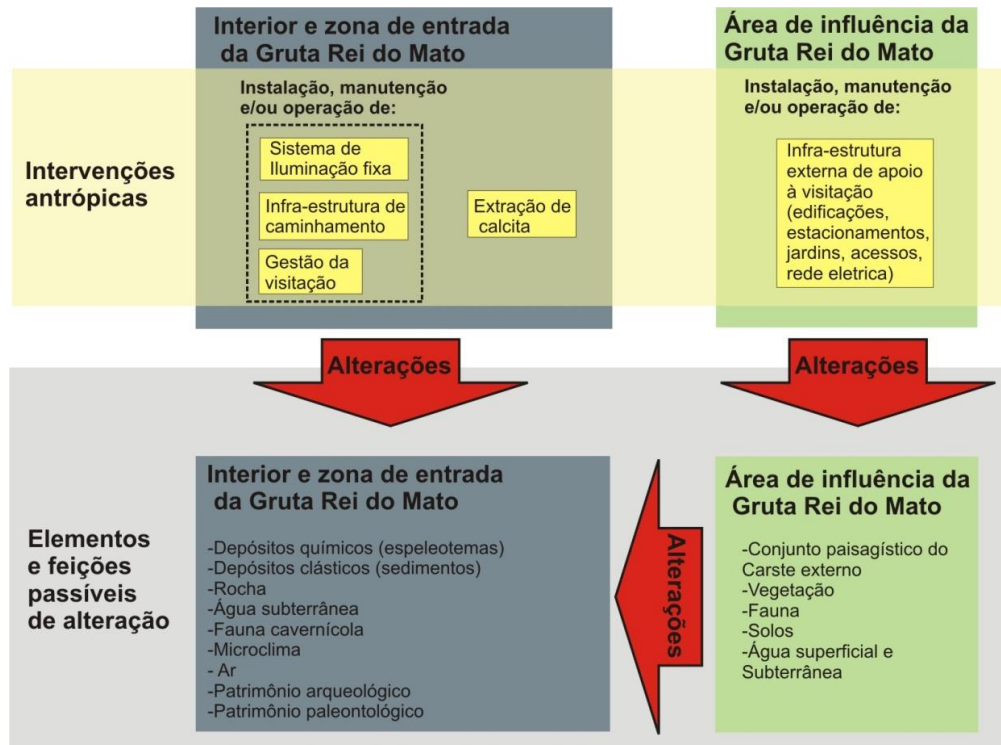 Interior e zona de entrada
da Gruta Rei do Mato
Área de influência da
Gruta Rei do Mato
Intervenções
antrópicas
Instalação, manutenção
e/ou operação de:
Sistema de
Iluminação fixa
Infra-estrutura de
caminhamento
Gestão da
visitação
Extração de
calcita
Instalação, manutenção
e/ou operação de:
Infra-estrutura
externa de apoio
à visitação
(edificações,
estacionamentos,
jardins, acessos,
rede eletrica)
Alterações
Alterações
Elementos
e feições
passíveis
de alteração
Interior e zona de entrada
da Gruta Rei do Mato
-Depósitos químicos (espeleotemas)
-Depósitos clásticos (sedimentos)
-Rocha
-Água subterrânea
-Fauna cavernícola
-Microclima
- Ar
-Patrimônio arqueológico
-Patrimônio paleontológico
Alterações
Área de influência da
Gruta Rei do Mato
-Conjunto paisagístico do
Carste externo
-Vegetação
-Fauna
-Solos
-Água superficial e
Subterrânea